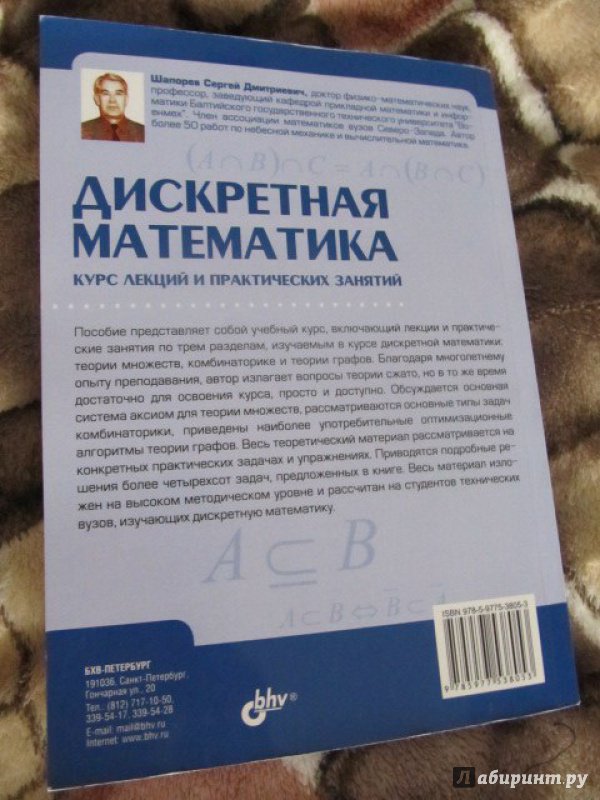 Шапорев Сергей Дмитриевич, доктор физико-математических наук,
профессор, заведующий кафедрой прикладной математики и инфор-
матики Балтийского государственного технического университета "Во-
енмех". Член ассоциации математиков вузов Северо-Запада. Автор
более 50 работ по небесной механике и вычислительной математике.
(A∩B)∩C = A∩(B∩C)
ДИСКРЕТНАЯ
МАТЕМАТИКА
КУРС ЛЕКЦИЙ И ПРАКТИЧЕСКИХ ЗАНЯТИЙ
Пособие представляет собой учебный курс, включающий лекции и практиче-
ские занятия по трем разделам, изучаемым в курсе дискретной математики:
теории множеств, комбинаторике и теории графов. Благодаря многолетнему
опыту преподавания, автор излагает вопросы теории сжато, но в то же время
достаточно для освоения курса, просто и доступно. Обсуждается основная
система аксиом для теории множеств, рассматриваются основные типы задач
комбинаторики, приведены наиболее употребительные оптимизационные
алгоритмы теории графов. Весь теоретический материал рассматривается на
конкретных практических задачах и упражнениях. Приводятся подробные ре-
шения более четырехсот задач, предложенных в книге. Весь материал изло-
жен на высоком методическом уровне и рассчитан на студентов технических
вузов, изучающих дискретную математику.
A ⊆ B
A ⊂ B ⇔ B̅ ⊂ A̅
ISBN 978-5-9775-3805-3
9 785977 538053
БХВ-ПЕТЕРБУРГ
191036, Санкт-Петербург,
Гончарная ул., 20
Тел.: (812) 717-10-50,
339-54-17, 339-54-28
E-mail: mail@bhv.ru
Internet: www.bhv.ru
bhv®
Лабиринт.ру